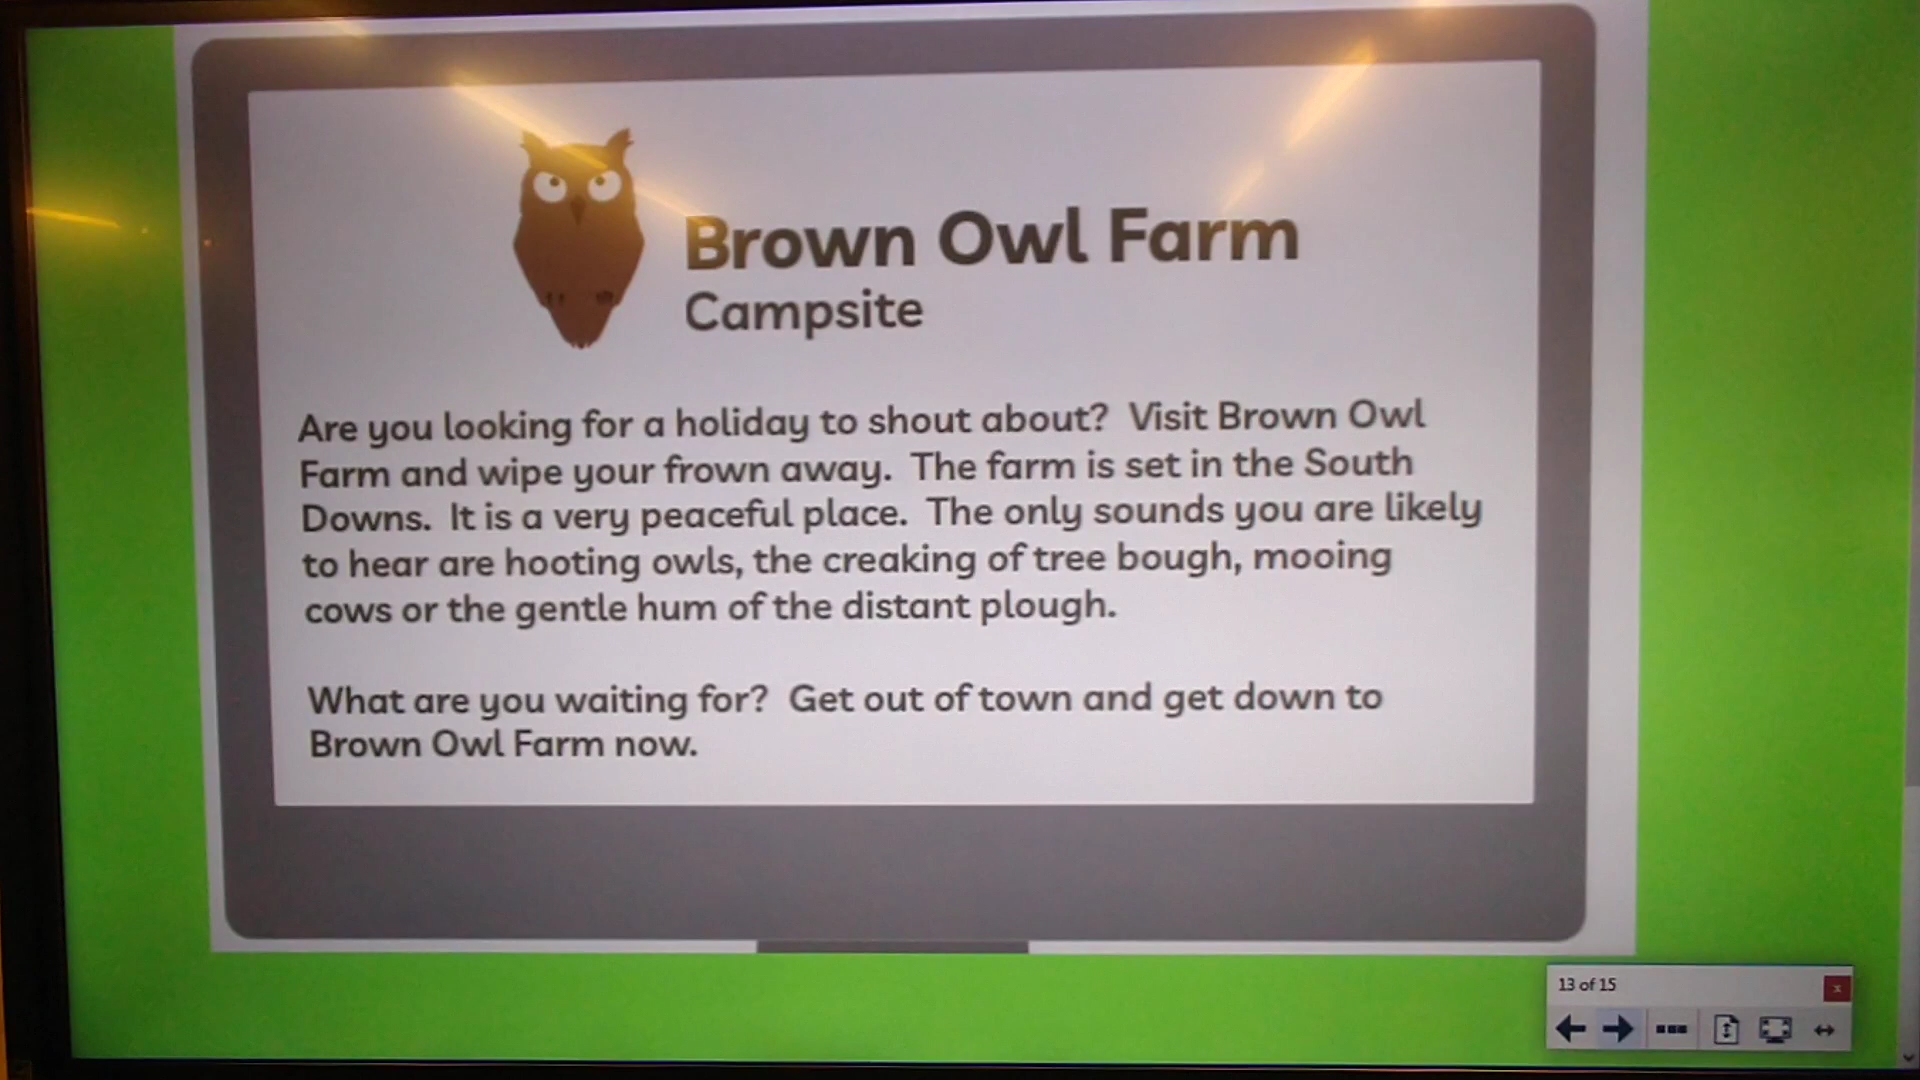 Brown Owl Farm
Campsite
Are you looking for a holiday to shout about? Visit Brown Owl
Farm and wipe your frown away. The farm is set in the South
Downs. It is a very peaceful place. The only sounds you are likely
to hear are hooting owls, the creaking of tree bough, mooing
cows or the gentle hum of the distant plough.
What are you waiting for? Get out of town and get down to
Brown Owl Farm now.
13 of 15
x